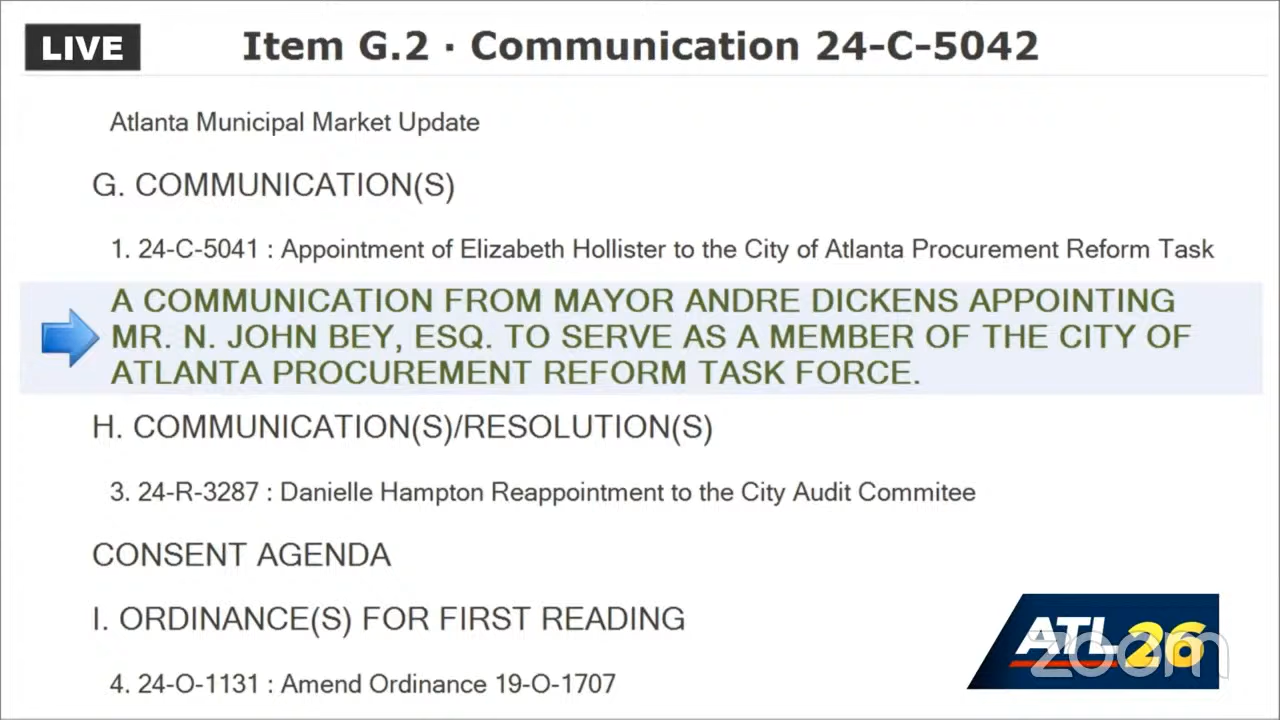 LIVE
Item G.2 · Communication 24-C-5042
Atlanta Municipal Market Update
G. COMMUNICATION(S)
1. 24-C-5041 : Appointment of Elizabeth Hollister to the City of Atlanta Procurement Reform Task
A COMMUNICATION FROM MAYOR ANDRE DICKENS APPOINTING
MR. N. JOHN BEY, ESQ. TO SERVE AS A MEMBER OF THE CITY OF
ATLANTA PROCUREMENT REFORM TASK FORCE.
H. COMMUNICATION(S)/RESOLUTION(S)
3. 24-R-3287 : Danielle Hampton Reappointment to the City Audit Commitee
CONSENT AGENDA
I. ORDINANCE(S) FOR FIRST READING
4. 24-O-1131 : Amend Ordinance 19-O-1707
ATL 26
zoom